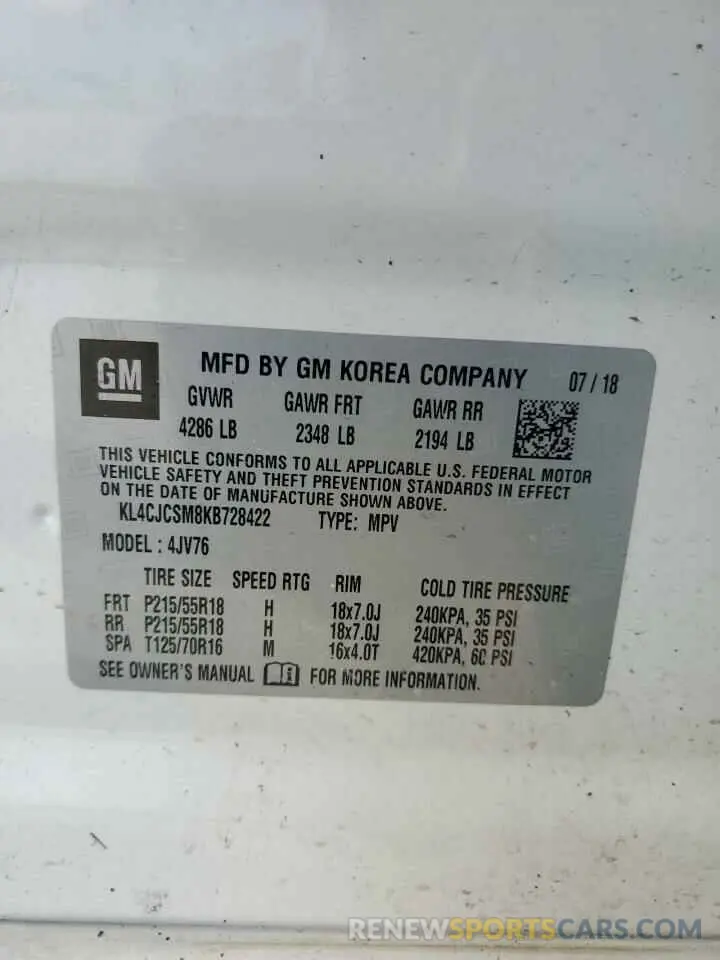 GM
MFD BY GM KOREA COMPANY 07/18
GVWR GAWR FRT GAWR RR
4286 LB 2348 LB 2194 LB
THIS VEHICLE CONFORMS TO ALL APPLICABLE U.S. FEDERAL MOTOR
VEHICLE SAFETY AND THEFT PREVENTION STANDARDS IN EFFECT
ON THE DATE OF MANUFACTURE SHOWN ABOVE.
KL4CJCSM8KB728422 TYPE: MPV
MODEL : 4JV76
TIRE SIZE SPEED RTG RIM COLD TIRE PRESSURE
FRT P215/55R18 H 18x7.0J 240KPA, 35 PSI
RR P215/55R18 H 18x7.0J 240KPA, 35 PSI
SPA T125/70R16 M 16x4.0T 420KPA, 60 PSI
SEE OWNER'S MANUAL i FOR MORE INFORMATION.
RENEWSPORTSCARS.COM